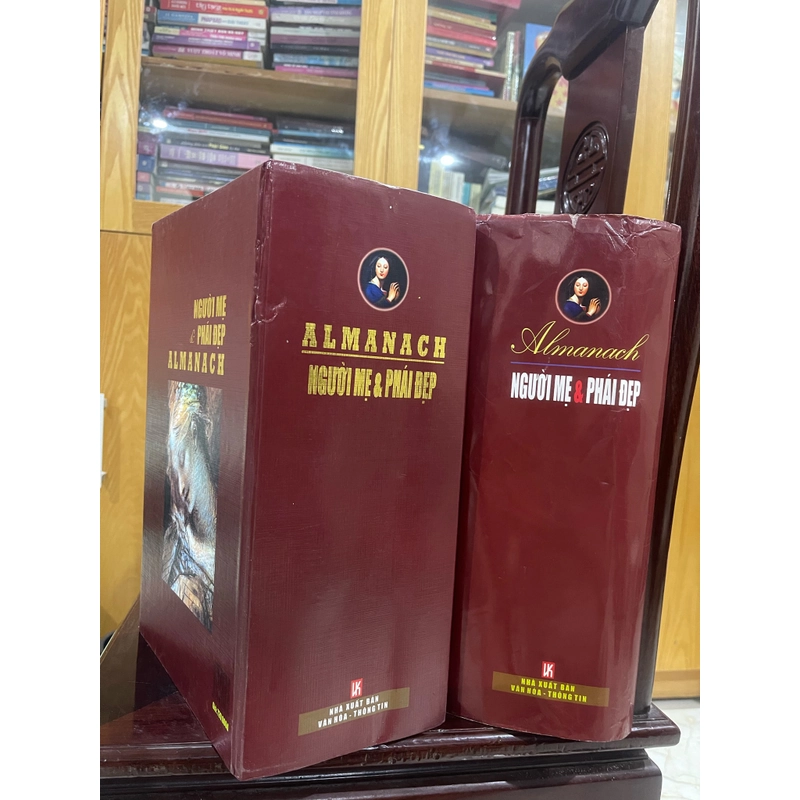 NGƯỜI MẸ
& PHÁI ĐẸP
ALMANACH
ALMANACH
NGƯỜI MẸ & PHÁI ĐẸP
NHÀ XUẤT BẢN
VĂN HÓA - THÔNG TIN
Almanach
NGƯỜI MẸ & PHÁI ĐẸP
NHÀ XUẤT BẢN
VĂN HÓA - THÔNG TIN